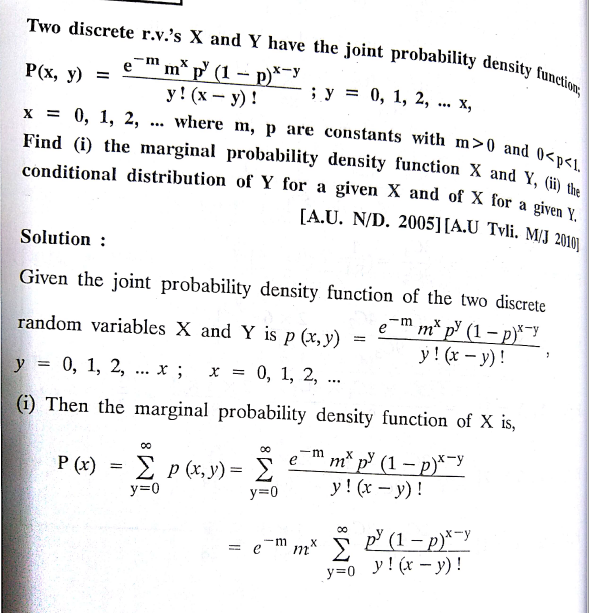 Two discrete r.v.'s X and Y have the joint probability density function;
P(x, y) = e^{-m} m^x p^y (1 - p)^{x-y} / y! (x - y)! ; y = 0, 1, 2, ... x,
x = 0, 1, 2, ... where m, p are constants with m>0 and 0<p<1.
Find (i) the marginal probability density function X and Y, (ii) the
conditional distribution of Y for a given X and of X for a given Y.
[A.U. N/D. 2005] [A.U Tvli. M/J 2010]
Solution :
Given the joint probability density function of the two discrete
random variables X and Y is p (x, y) = e^{-m} m^x p^y (1 - p)^{x-y} / y ! (x - y) ! ,
y = 0, 1, 2, ... x ; x = 0, 1, 2, ...
(i) Then the marginal probability density function of X is,
P (x) = ∑_{y=0}^{∞} p (x, y) = ∑_{y=0}^{∞} e^{-m} m^x p^y (1 - p)^{x-y} / y ! (x - y) !
= e^{-m} m^x ∑_{y=0}^{∞} p^y (1 - p)^{x-y} / y ! (x - y) !